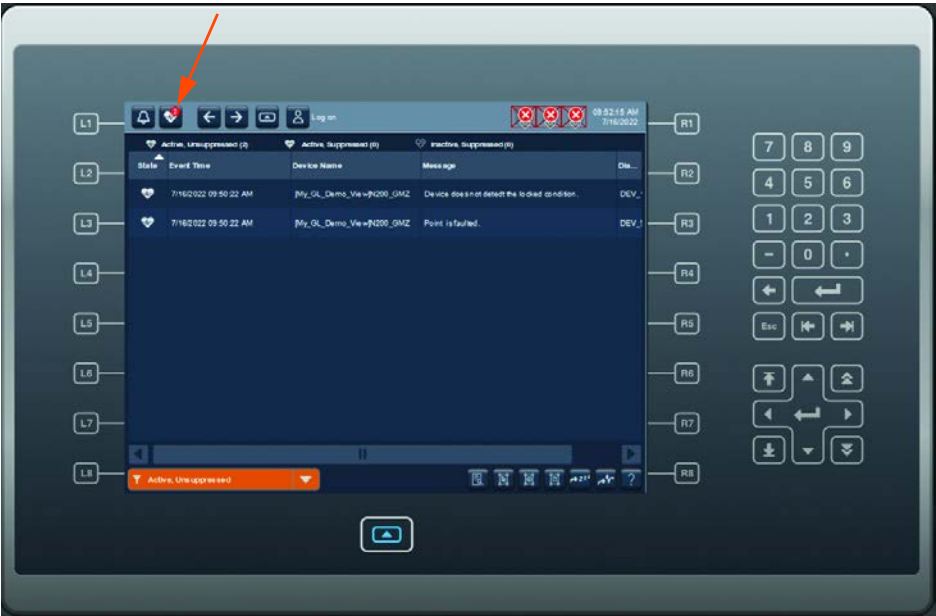 L1
2
Log on
09:52:15 AM
7/16/2022
R1
Active, Unsuppressed (2) Active, Suppressed (0) Inactive, Suppressed (0)
L2
State Event Time Device Name Message Dia...
R2
7/16/2022 09:50:22 AM [My_GL_Demo_View]N200_GMZ Device does not detect the locked condition. DEV_
L3
7/16/2022 09:50:22 AM [My_GL_Demo_View]N200_GMZ Point is faulted. DEV_
R3
L4
R4
L5
R5
L6
R6
L7
R7
L8
Active, Unsuppressed
?
R8
7 8 9
4 5 6
1 2 3
- 0 .
Esc